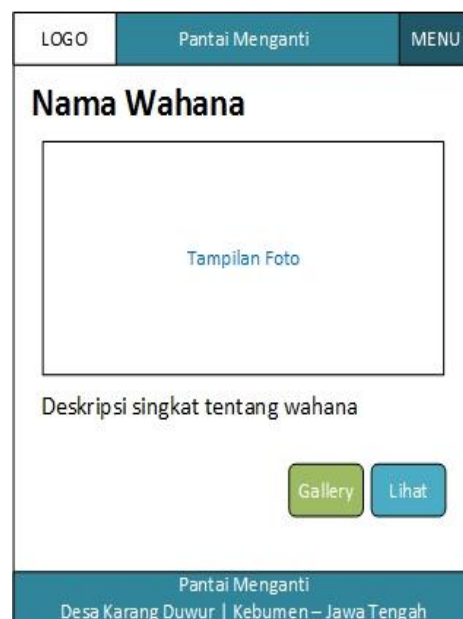 LOGO
Pantai Menganti
MENU
Nama Wahana
Tampilan Foto
Deskripsi singkat tentang wahana
Gallery
Lihat
Pantai Menganti
Desa Karang Duwur | Kebumen – Jawa Tengah